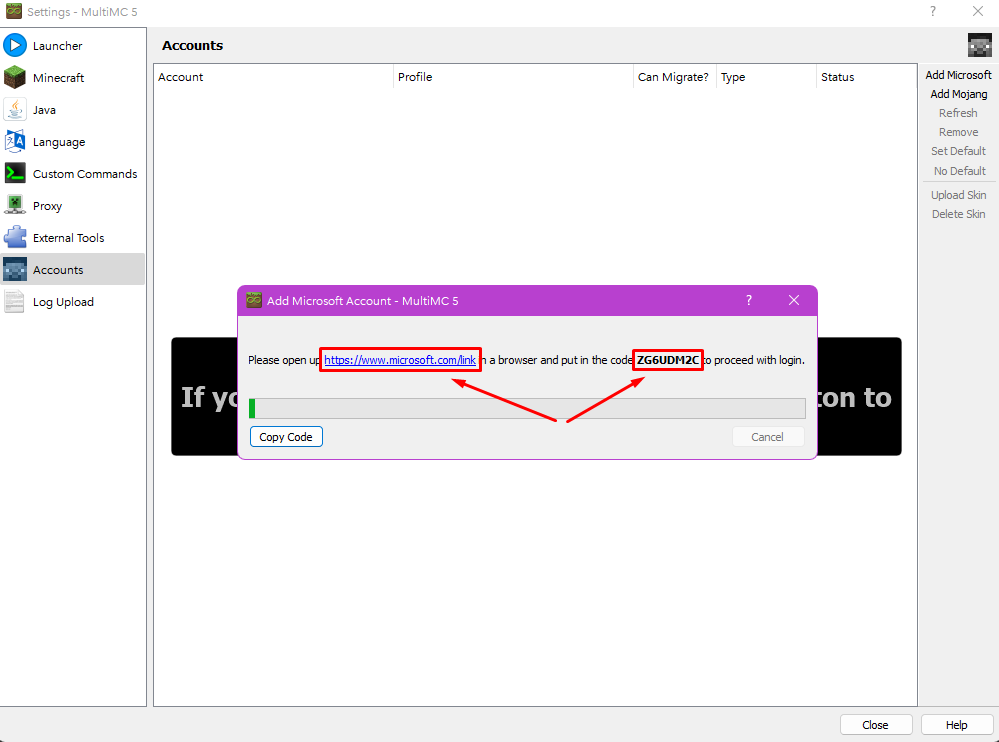 Settings - MultiMC 5
?
Launcher
Minecraft
Java
Language
Custom Commands
Proxy
External Tools
Accounts
Log Upload
Accounts
Account Profile Can Migrate? Type Status
Add Microsoft
Add Mojang
Refresh
Remove
Set Default
No Default
Upload Skin
Delete Skin
Add Microsoft Account - MultiMC 5
?
Please open up https://www.microsoft.com/link in a browser and put in the code ZG6UDM2C to proceed with login.
Copy Code Cancel
If to
Close Help